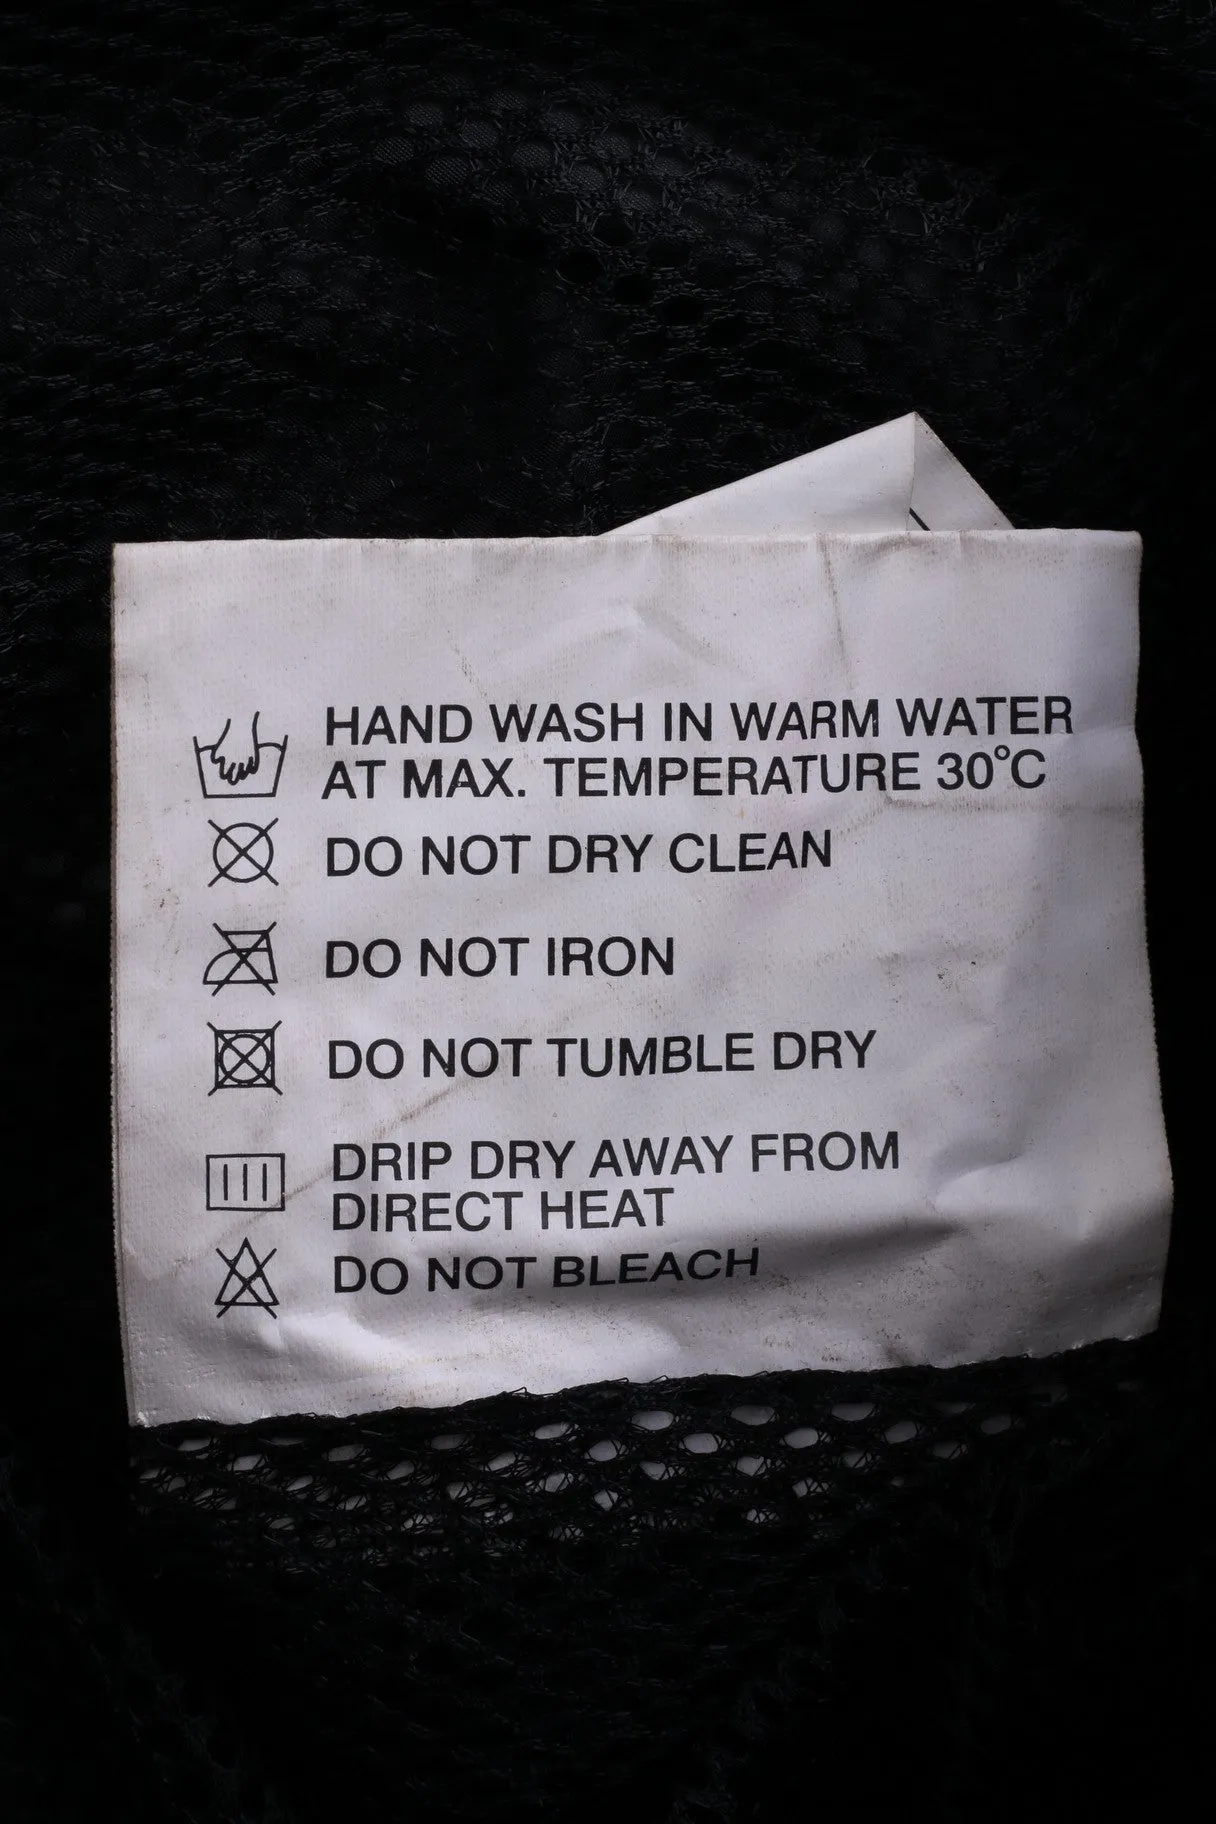 HAND WASH IN WARM WATER
AT MAX. TEMPERATURE 30°C
DO NOT DRY CLEAN
DO NOT IRON
DO NOT TUMBLE DRY
DRIP DRY AWAY FROM
DIRECT HEAT
DO NOT BLEACH